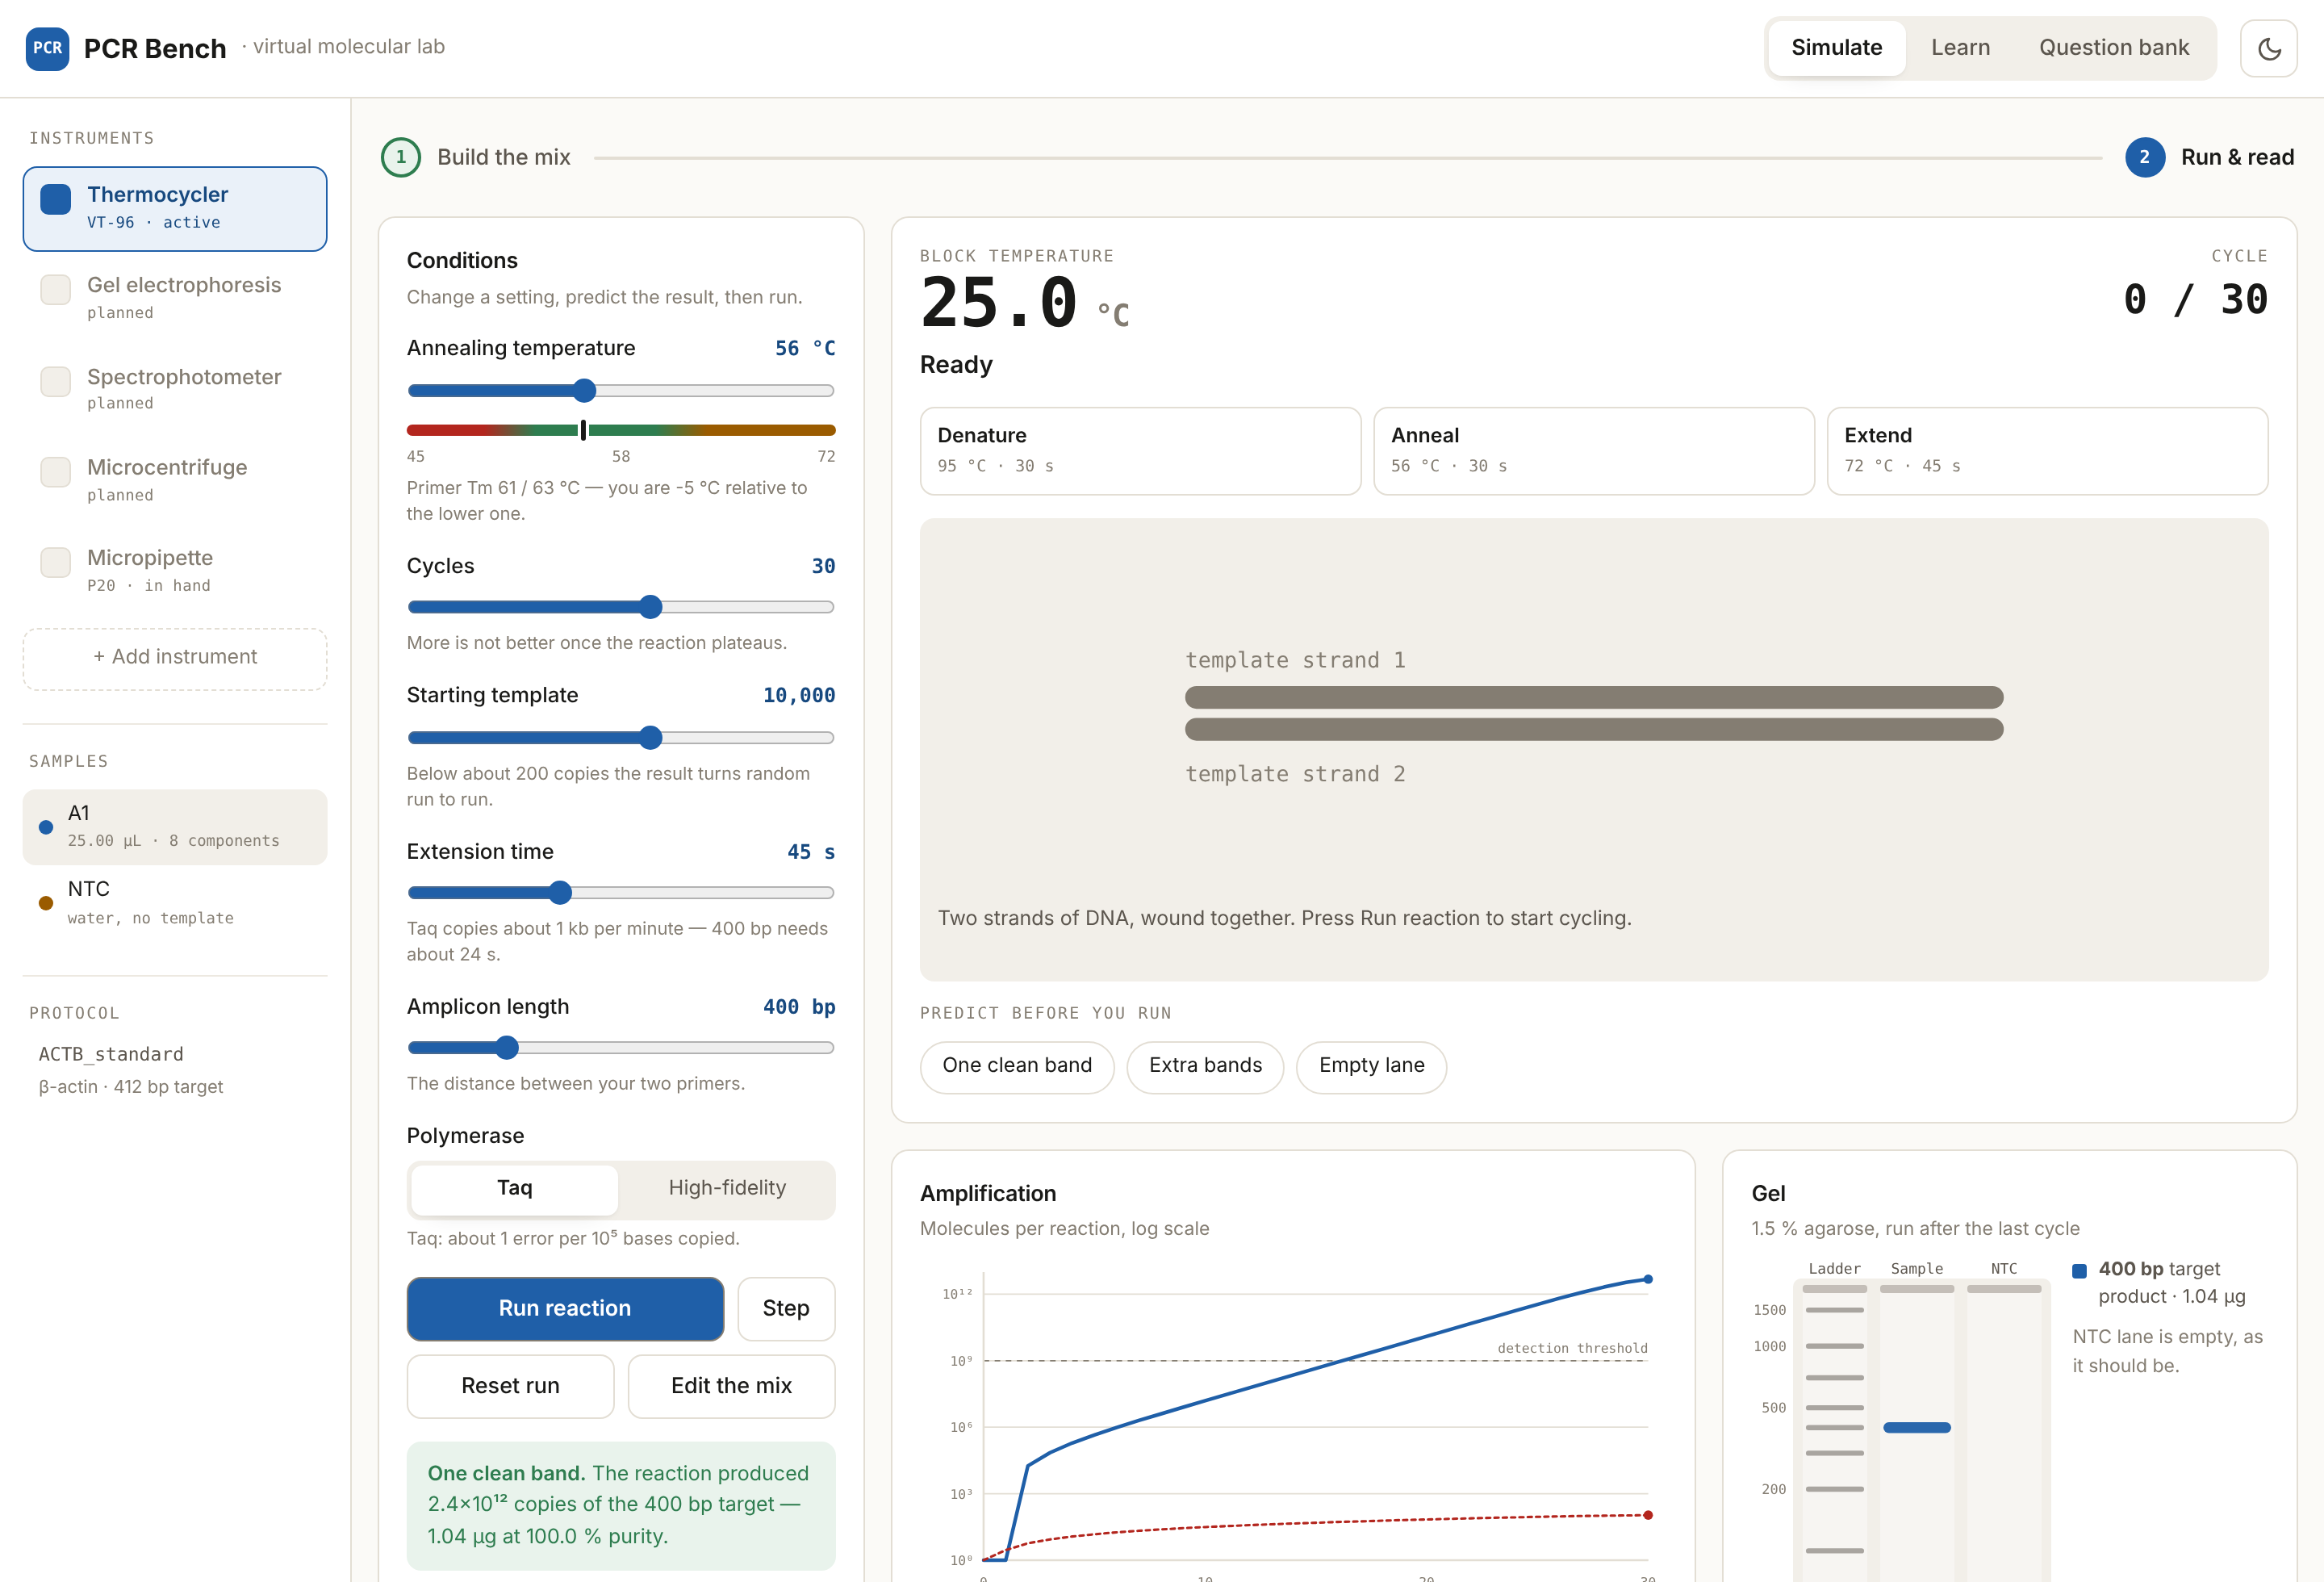 PCR
PCR Bench · virtual molecular lab
Simulate
Learn
Question bank
INSTRUMENTS
Thermocycler
VT-96 · active
Gel electrophoresis
planned
Spectrophotometer
planned
Microcentrifuge
planned
Micropipette
P20 · in hand
+ Add instrument
SAMPLES
A1
25.00 µL · 8 components
NTC
water, no template
PROTOCOL
ACTB_standard
β-actin · 412 bp target
1 Build the mix
2 Run & read
Conditions
Change a setting, predict the result, then run.
Annealing temperature 56 °C
45 58 72
Primer Tm 61 / 63 °C — you are -5 °C relative to
the lower one.
Cycles 30
More is not better once the reaction plateaus.
Starting template 10,000
Below about 200 copies the result turns random
run to run.
Extension time 45 s
Taq copies about 1 kb per minute — 400 bp needs
about 24 s.
Amplicon length 400 bp
The distance between your two primers.
Polymerase
Taq High-fidelity
Taq: about 1 error per 10⁵ bases copied.
Run reaction Step
Reset run Edit the mix
One clean band. The reaction produced
2.4×10¹² copies of the 400 bp target —
1.04 µg at 100.0 % purity.
BLOCK TEMPERATURE
25.0 °C
Ready
CYCLE
0 / 30
Denature
95 °C · 30 s
Anneal
56 °C · 30 s
Extend
72 °C · 45 s
template strand 1
template strand 2
Two strands of DNA, wound together. Press Run reaction to start cycling.
PREDICT BEFORE YOU RUN
One clean band
Extra bands
Empty lane
Amplification
Molecules per reaction, log scale
10¹²
detection threshold
10⁹
10⁶
10³
10⁰
0 10 20 30
Gel
1.5 % agarose, run after the last cycle
Ladder Sample NTC
1500
1000
500
200
400 bp target
product · 1.04 µg
NTC lane is empty, as
it should be.